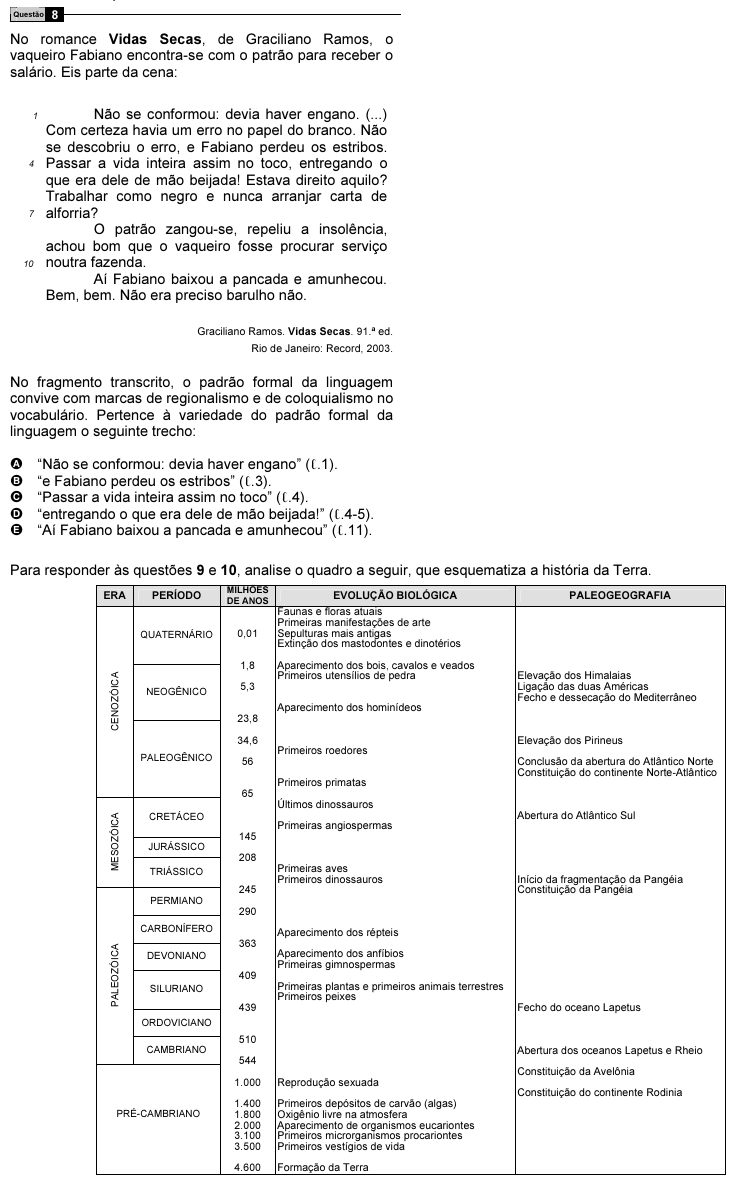 Questão 8
No romance Vidas Secas, de Graciliano Ramos, o
vaqueiro Fabiano encontra-se com o patrão para receber o
salário. Eis parte da cena:
1 Não se conformou: devia haver engano. (...)
Com certeza havia um erro no papel do branco. Não
se descobriu o erro, e Fabiano perdeu os estribos.
4 Passar a vida inteira assim no toco, entregando o
que era dele de mão beijada! Estava direito aquilo?
Trabalhar como negro e nunca arranjar carta de
7 alforria?
O patrão zangou-se, repeliu a insolência,
achou bom que o vaqueiro fosse procurar serviço
10 noutra fazenda.
Aí Fabiano baixou a pancada e amunhecou.
Bem, bem. Não era preciso barulho não.
Graciliano Ramos. Vidas Secas. 91.ª ed.
Rio de Janeiro: Record, 2003.
No fragmento transcrito, o padrão formal da linguagem
convive com marcas de regionalismo e de coloquialismo no
vocabulário. Pertence à variedade do padrão formal da
linguagem o seguinte trecho:
A “Não se conformou: devia haver engano” (ℓ.1).
B “e Fabiano perdeu os estribos” (ℓ.3).
C “Passar a vida inteira assim no toco” (ℓ.4).
D “entregando o que era dele de mão beijada!” (ℓ.4-5).
E “Aí Fabiano baixou a pancada e amunhecou” (ℓ.11).
Para responder às questões 9 e 10, analise o quadro a seguir, que esquematiza a história da Terra.
ERA PERÍODO MILHÕES DE ANOS EVOLUÇÃO BIOLÓGICA PALEOGEOGRAFIA
CENOZÓICA
QUATERNÁRIO
NEOGÊNICO
PALEOGÊNICO
MESOZÓICA
CRETÁCEO
JURÁSSICO
TRIÁSSICO
PALEOZÓICA
PERMIANO
CARBONÍFERO
DEVONIANO
SILURIANO
ORDOVICIANO
CAMBRIANO
PRÉ-CAMBRIANO
0,01
1,8
5,3
23,8
34,6
56
65
145
208
245
290
363
409
439
510
544
1.000
1.400
1.800
2.000
3.100
3.500
4.600
Faunas e floras atuais
Primeiras manifestações de arte
Sepulturas mais antigas
Extinção dos mastodontes e dinotérios
Aparecimento dos bois, cavalos e veados
Primeiros utensílios de pedra
Aparecimento dos hominídeos
Primeiros roedores
Primeiros primatas
Últimos dinossauros
Primeiras angiospermas
Primeiras aves
Primeiros dinossauros
Aparecimento dos répteis
Aparecimento dos anfíbios
Primeiras gimnospermas
Primeiras plantas e primeiros animais terrestres
Primeiros peixes
Reprodução sexuada
Primeiros depósitos de carvão (algas)
Oxigênio livre na atmosfera
Aparecimento de organismos eucariontes
Primeiros microrganismos procariontes
Primeiros vestígios de vida
Formação da Terra
Elevação dos Himalaias
Ligação das duas Américas
Fecho e dessecação do Mediterrâneo
Elevação dos Pirineus
Conclusão da abertura do Atlântico Norte
Constituição do continente Norte-Atlântico
Abertura do Atlântico Sul
Início da fragmentação da Pangéia
Constituição da Pangéia
Fecho do oceano Lapetus
Abertura dos oceanos Lapetus e Rheio
Constituição da Avelônia
Constituição do continente Rodinia